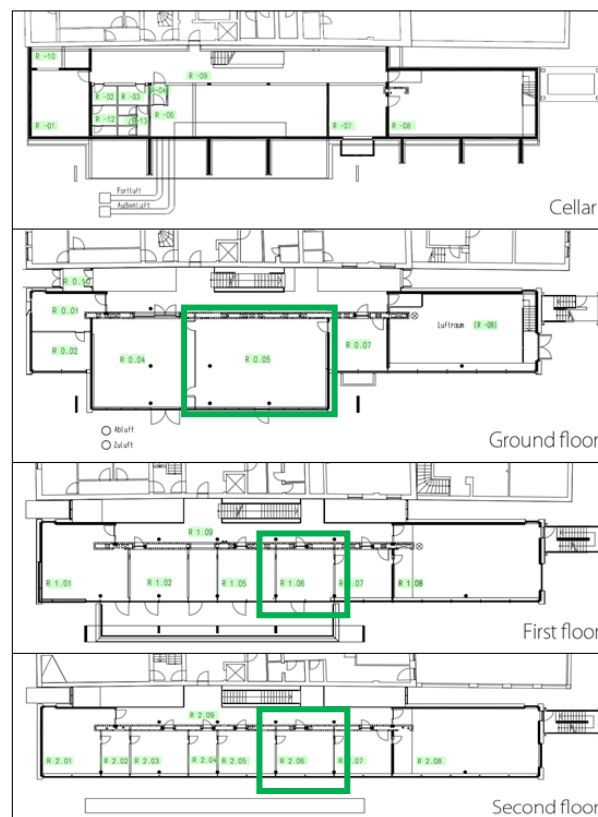 R -10
R -09
R -02
R -03
R -04
R -01
R -12
R -13
R -06
R -07
R -08
Fortluft
Außenluft
Cellar
R 0.10
R 0.01
R 0.02
R 0.04
R 0.05
R 0.07
Luftraum [R -08]
Abluft
Zuluft
Ground floor
R 1.09
R 1.01
R 1.02
R 1.05
R 1.06
R 1.07
R 1.08
First floor
R 2.09
R 2.01
R 2.02
R 2.03
R 2.04
R 2.05
R 2.06
R 2.07
R 2.08
Second floor